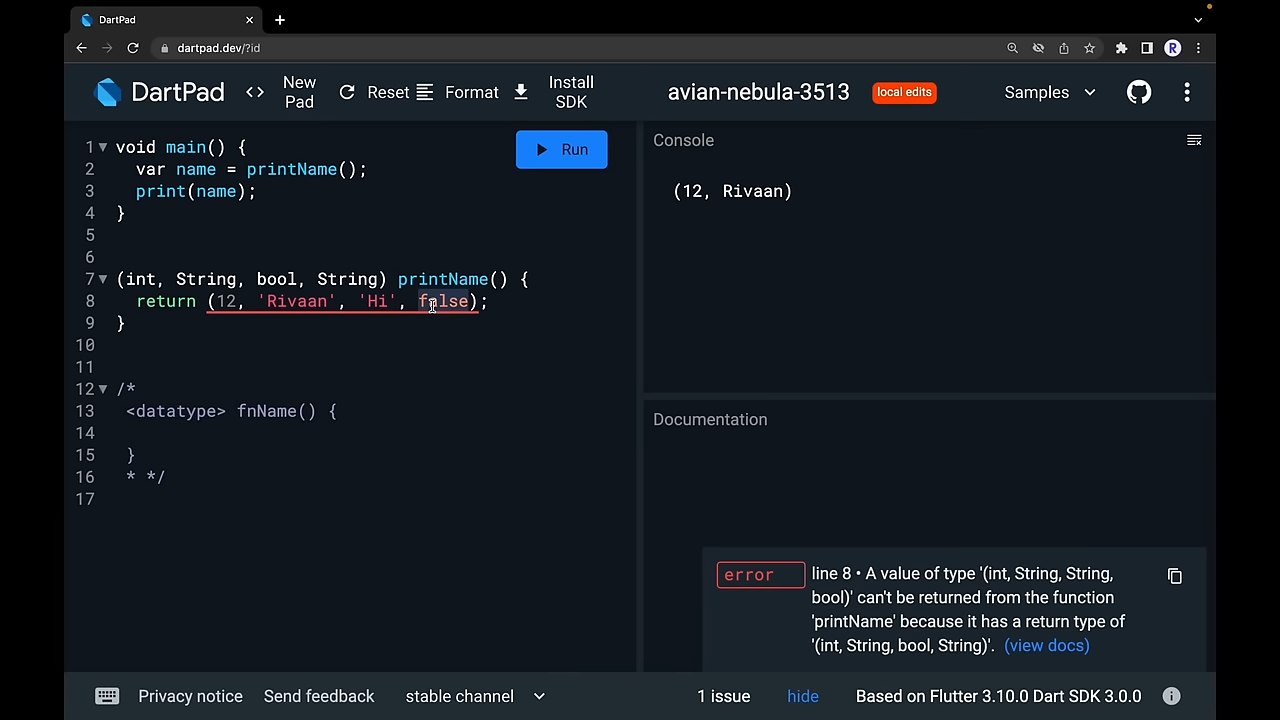 DartPad
dartpad.dev/?id
R
DartPad
<> New Pad
Reset
Format
Install SDK
avian-nebula-3513
local edits
Samples
1 void main() {
2 var name = printName();
3 print(name);
4 }
5
6
7 (int, String, bool, String) printName() {
8 return (12, 'Rivaan', 'Hi', false);
9 }
10
11
12 /*
13 <datatype> fnName() {
14
15 }
16 * */
17
Run
Console
(12, Rivaan)
Documentation
error
line 8 • A value of type '(int, String, String,
bool)' can't be returned from the function
'printName' because it has a return type of
'(int, String, bool, String)'. (view docs)
Privacy notice
Send feedback
stable channel
1 issue
hide
Based on Flutter 3.10.0 Dart SDK 3.0.0